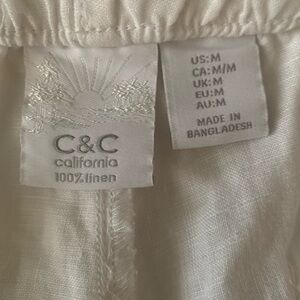 C&C
california
100% linen
US:M
CA:M/M
UK:M
EU:M
AU:M
MADE IN
BANGLADESH